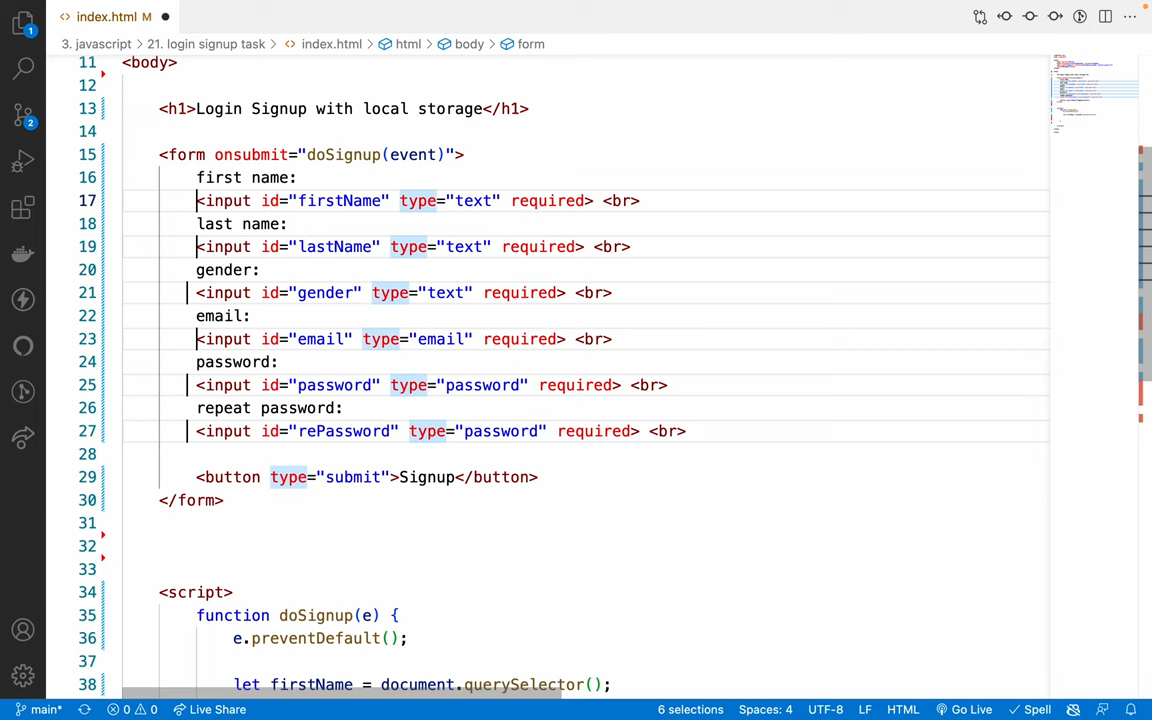 index.html M
1
2
3. javascript > 21. login signup task > <> index.html > html > body > form
11 <body>
12
13 <h1>Login Signup with local storage</h1>
14
15 <form onsubmit="doSignup(event)">
16 first name:
17 <input id="firstName" type="text" required> <br>
18 last name:
19 <input id="lastName" type="text" required> <br>
20 gender:
21 <input id="gender" type="text" required> <br>
22 email:
23 <input id="email" type="email" required> <br>
24 password:
25 <input id="password" type="password" required> <br>
26 repeat password:
27 <input id="rePassword" type="password" required> <br>
28
29 <button type="submit">Signup</button>
30 </form>
31
32
33
34 <script>
35 function doSignup(e) {
36 e.preventDefault();
37
38 let firstName = document.querySelector();
main* 0 0 Live Share 6 selections Spaces: 4 UTF-8 LF HTML Go Live Spell